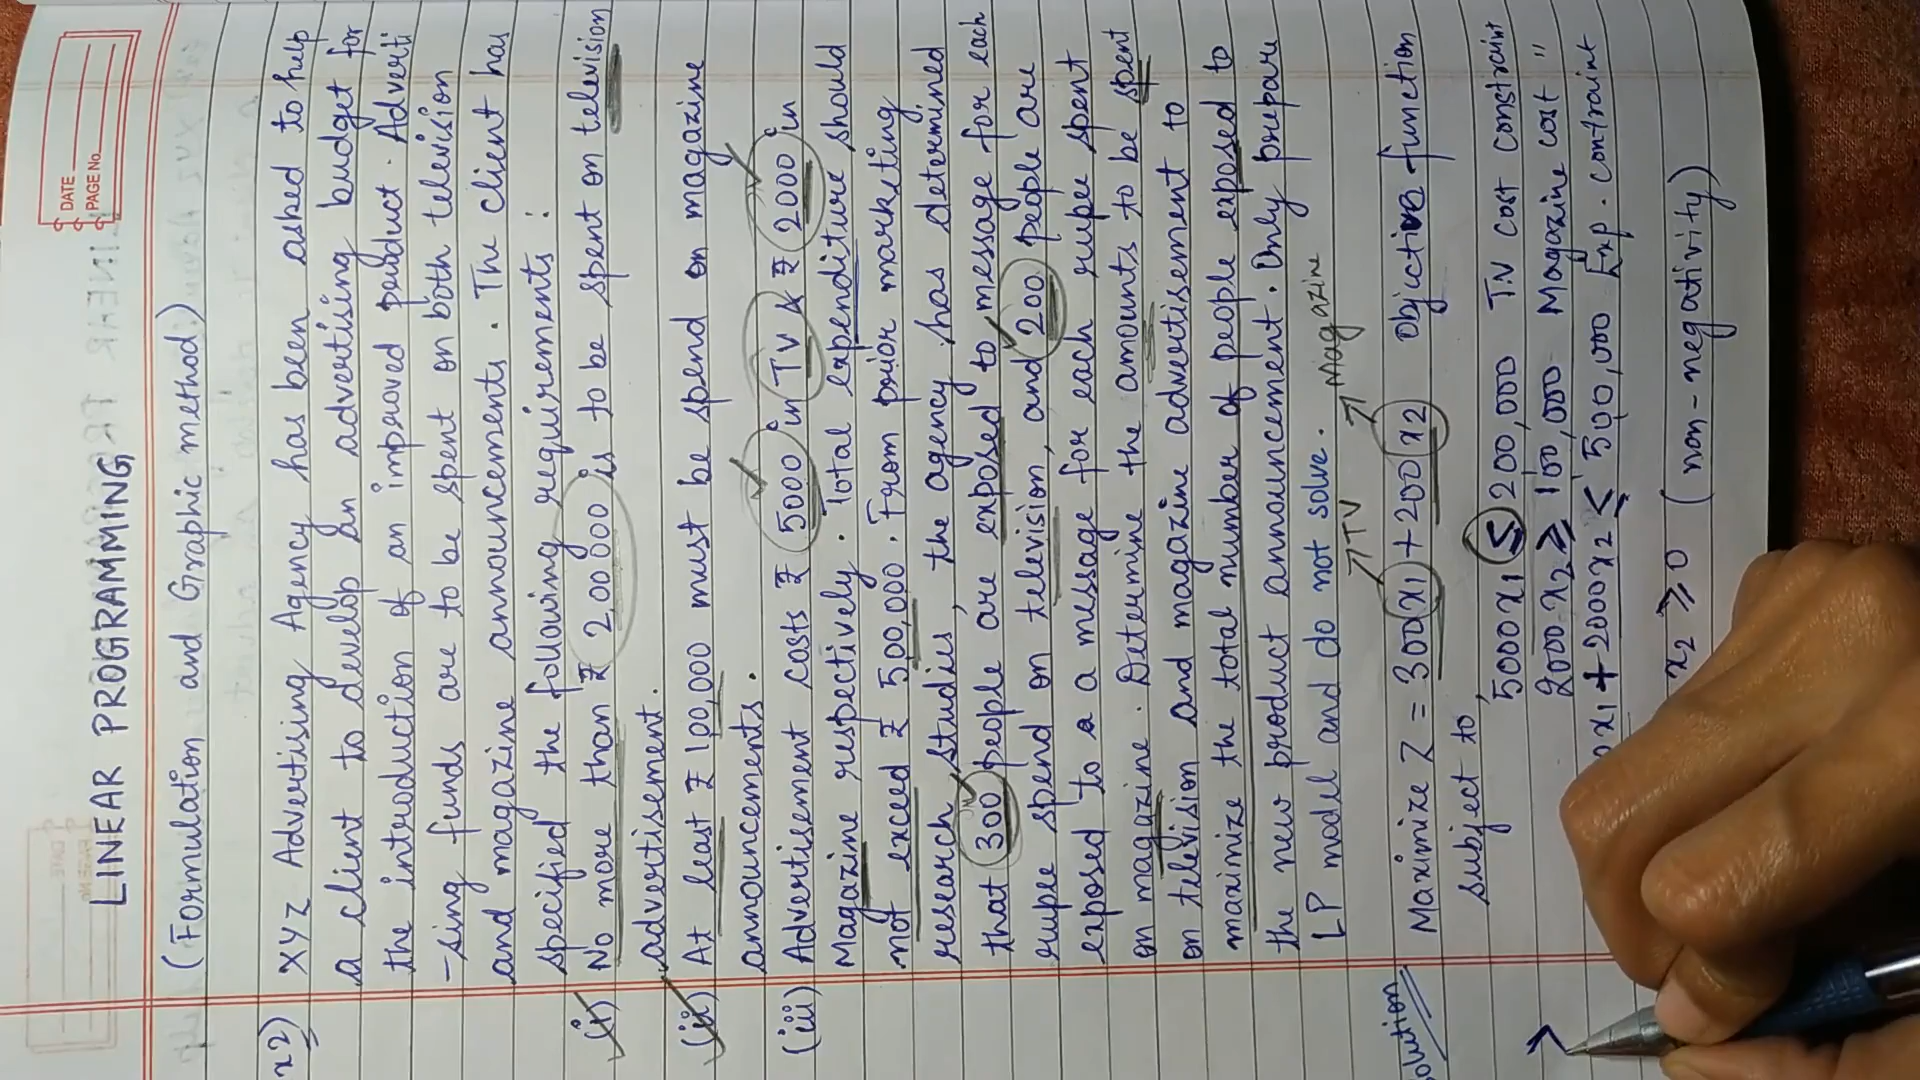 DATE
PAGE No.
LINEAR PROGRAMMING
(Formulation and Graphic method)
x2) XYZ Advertising Agency has been asked to help
a client to develop an advertising budget for
the introduction of an improved product. Adverti
-sing funds are to be spent on both television
and magazine announcements. The client has
specified the following requirements:
(i) No more than ₹ 2,00,000 is to be spent on television
advertisement.
(ii) At least ₹ 100,000 must be spend on magazine
announcements.
(iii) Advertisement costs ₹ 5000 in TV & ₹ 2000 in
Magazine respectively. Total expenditure should
not exceed ₹ 500,000. From prior marketing
research studies, the agency has determined
that 300 people are exposed to message for each
rupee spend on television, and 200 people are
exposed to a message for each rupee spent
on magazine. Determine the amounts to be spent
on television and magazine advertisement to
maximize the total number of people exposed to
the new product announcement. Only prepare
LP model and do not solve.
TV Magazine
olution Maximize Z = 300x1 + 200x2 Objective function
subject to,
5000x1 ≤ 200,000 T.V cost constraint
2000x2 ≥ 100,000 Magazine cost "
x1 + 2000x2 ≤ 500,000 Exp. contraint
x2 ≥ 0 (non-negativity)